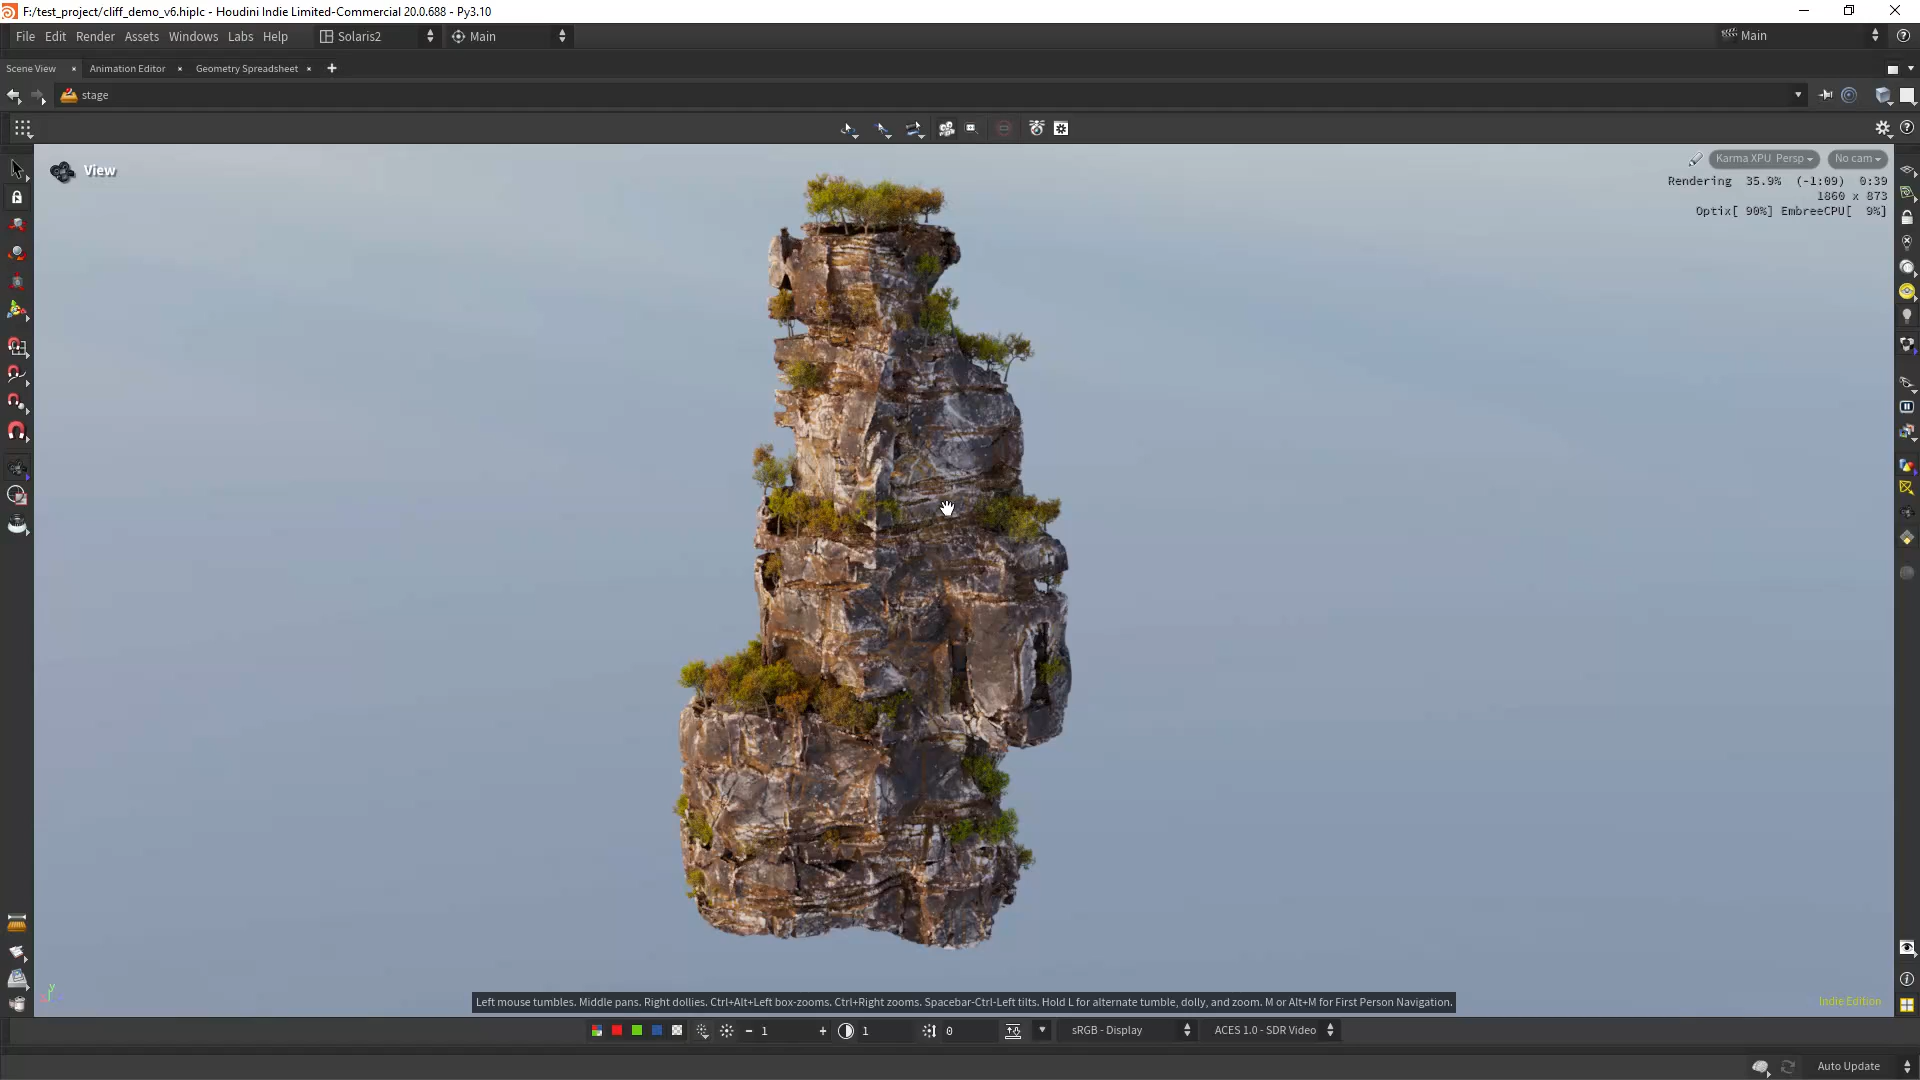 F:/test_project/cliff_demo_v6.hiplc - Houdini Indie Limited-Commercial 20.0.688 - Py3.10
File Edit Render Assets Windows Labs Help Solaris2 Main Main
Scene View Animation Editor Geometry Spreadsheet
stage
View
Karma XPU Persp No cam
Rendering 35.9% (-1:09) 0:39
1860 x 873
Optix[ 90%] EmbreeCPU[ 9%]
y
Left mouse tumbles. Middle pans. Right dollies. Ctrl+Alt+Left box-zooms. Ctrl+Right zooms. Spacebar-Ctrl-Left tilts. Hold L for alternate tumble, dolly, and zoom. M or Alt+M for First Person Navigation.
Indie Edition
1 1 0 sRGB - Display ACES 1.0 - SDR Video
Auto Update